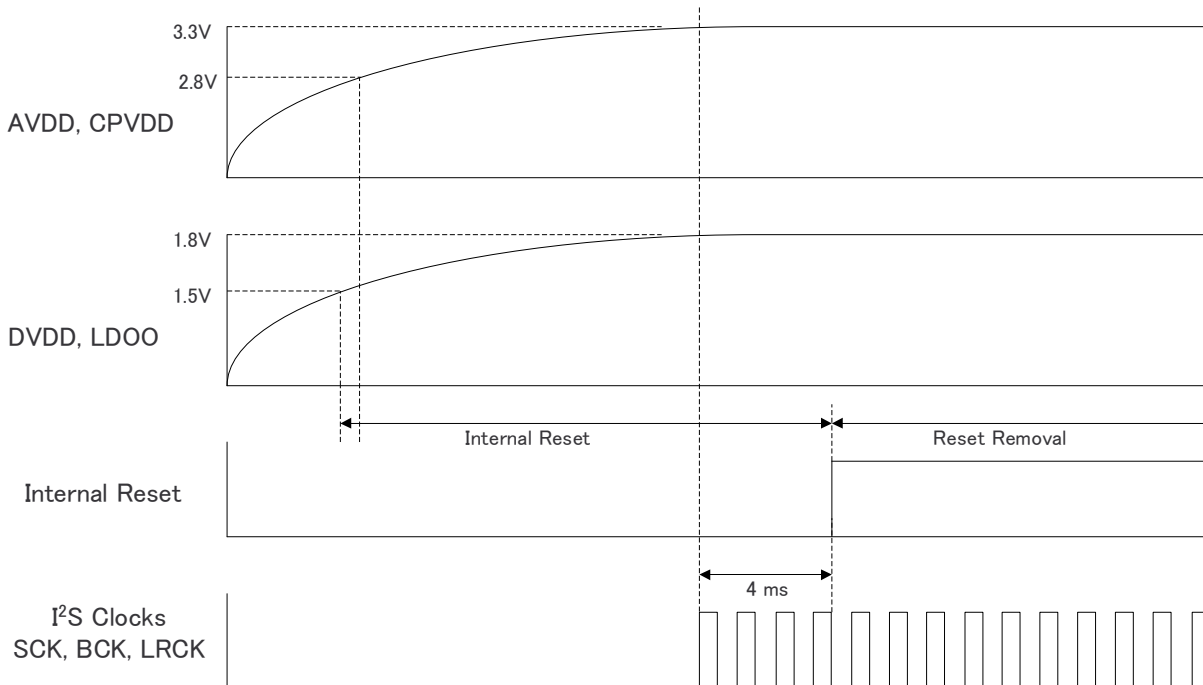 3.3V
2.8V
AVDD, CPVDD
1.8V
1.5V
DVDD, LDOO
Internal Reset
Reset Removal
Internal Reset
4 ms
I²S Clocks
SCK, BCK, LRCK